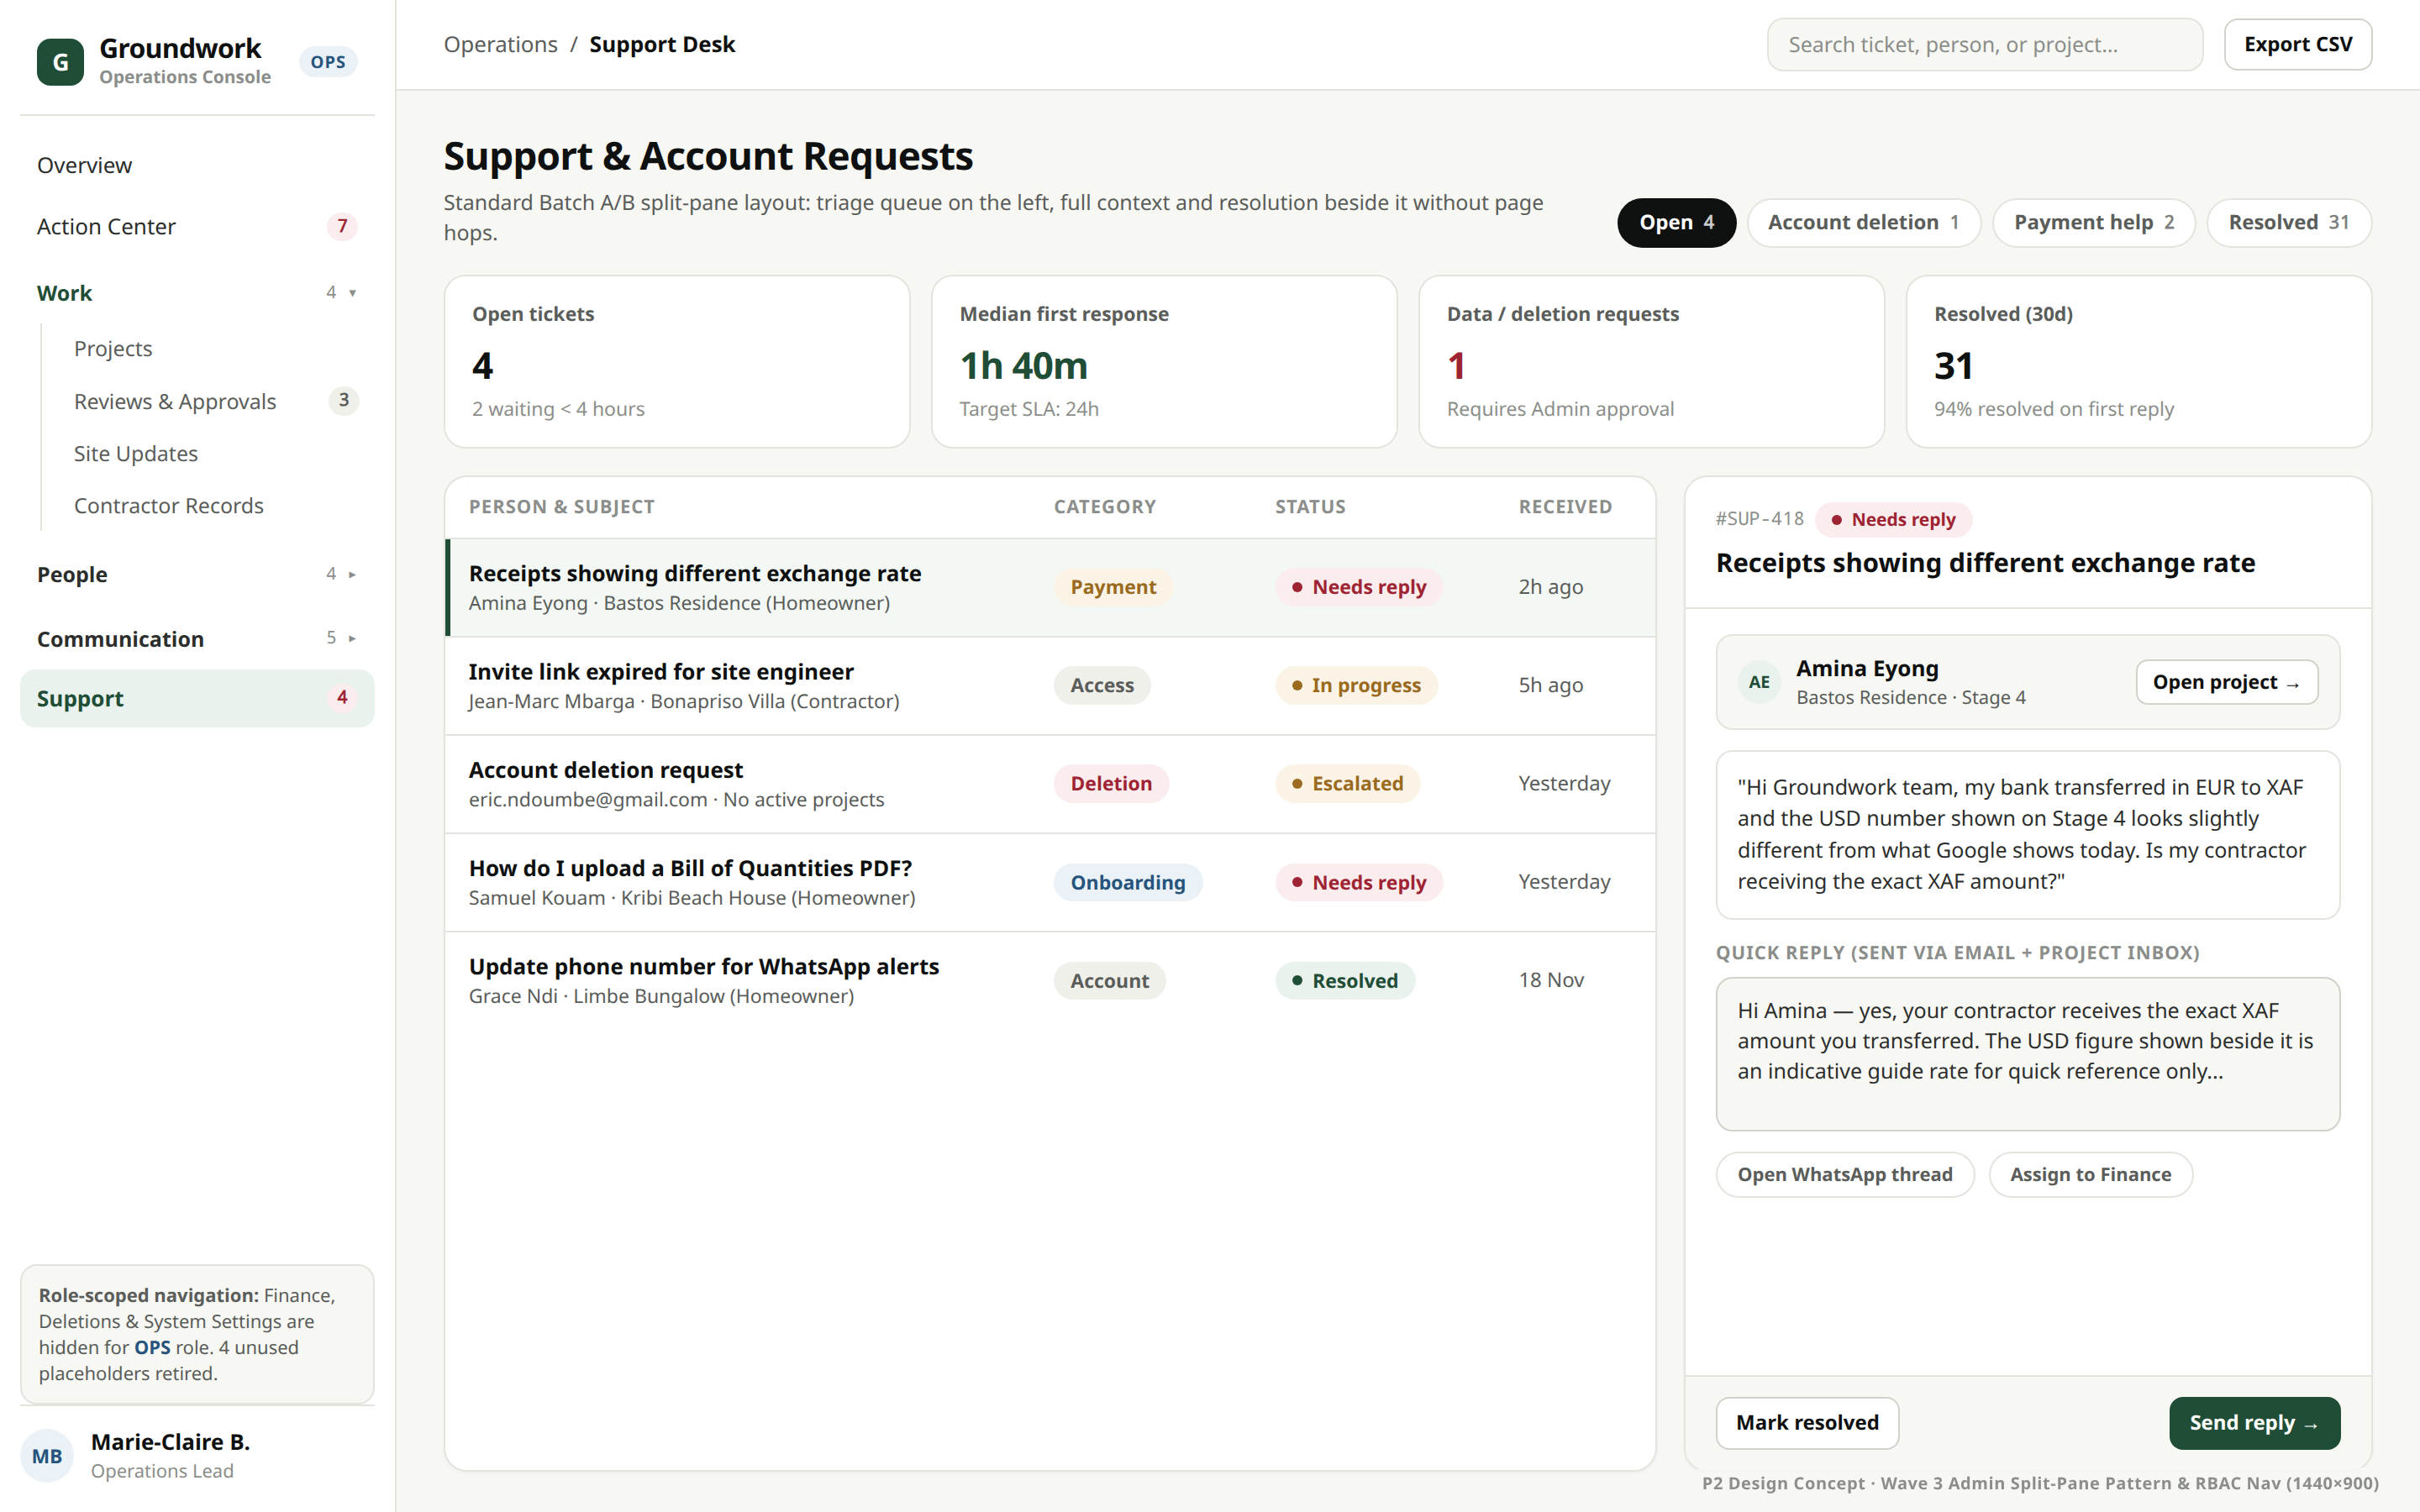 G
Groundwork
Operations Console
OPS
Overview
Action Center 7
Work 4 ▾
Projects
Reviews & Approvals 3
Site Updates
Contractor Records
People 4 ▸
Communication 5 ▸
Support 4
Role-scoped navigation: Finance,
Deletions & System Settings are
hidden for OPS role. 4 unused
placeholders retired.
MB
Marie-Claire B.
Operations Lead
Operations / Support Desk
Search ticket, person, or project...
Export CSV
Support & Account Requests
Standard Batch A/B split-pane layout: triage queue on the left, full context and resolution beside it without page
hops.
Open 4
Account deletion 1
Payment help 2
Resolved 31
Open tickets
4
2 waiting < 4 hours
Median first response
1h 40m
Target SLA: 24h
Data / deletion requests
1
Requires Admin approval
Resolved (30d)
31
94% resolved on first reply
PERSON & SUBJECT CATEGORY STATUS RECEIVED
Receipts showing different exchange rate
Amina Eyong · Bastos Residence (Homeowner)
Payment
Needs reply
2h ago
Invite link expired for site engineer
Jean-Marc Mbarga · Bonapriso Villa (Contractor)
Access
In progress
5h ago
Account deletion request
eric.ndoumbe@gmail.com · No active projects
Deletion
Escalated
Yesterday
How do I upload a Bill of Quantities PDF?
Samuel Kouam · Kribi Beach House (Homeowner)
Onboarding
Needs reply
Yesterday
Update phone number for WhatsApp alerts
Grace Ndi · Limbe Bungalow (Homeowner)
Account
Resolved
18 Nov
#SUP-418
Needs reply
Receipts showing different exchange rate
AE
Amina Eyong
Bastos Residence · Stage 4
Open project →
"Hi Groundwork team, my bank transferred in EUR to XAF
and the USD number shown on Stage 4 looks slightly
different from what Google shows today. Is my contractor
receiving the exact XAF amount?"
QUICK REPLY (SENT VIA EMAIL + PROJECT INBOX)
Hi Amina — yes, your contractor receives the exact XAF
amount you transferred. The USD figure shown beside it is
an indicative guide rate for quick reference only...
Open WhatsApp thread
Assign to Finance
Mark resolved
Send reply →
P2 Design Concept · Wave 3 Admin Split-Pane Pattern & RBAC Nav (1440×900)